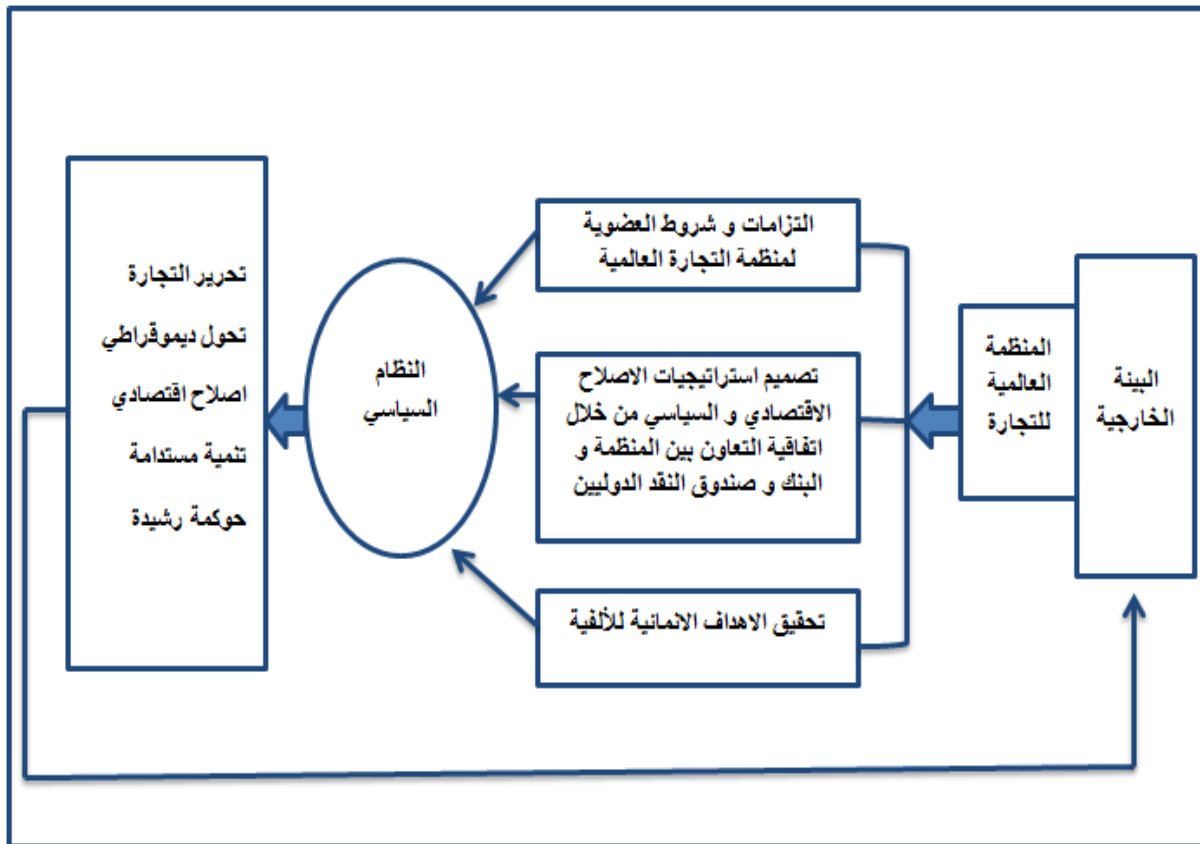 البيئة
الخارجية
المنظمة
العالمية
للتجارة
التزامات و شروط العضوية
لمنظمة التجارة العالمية
تصميم استراتيجيات الاصلاح
الاقتصادي و السياسي من خلال
اتفاقية التعاون بين المنظمة و
البنك و صندوق النقد الدوليين
تحقيق الاهداف الانمائية للألفية
النظام
السياسي
تحرير التجارة
تحول ديموقراطي
اصلاح اقتصادي
تنمية مستدامة
حوكمة رشيدة